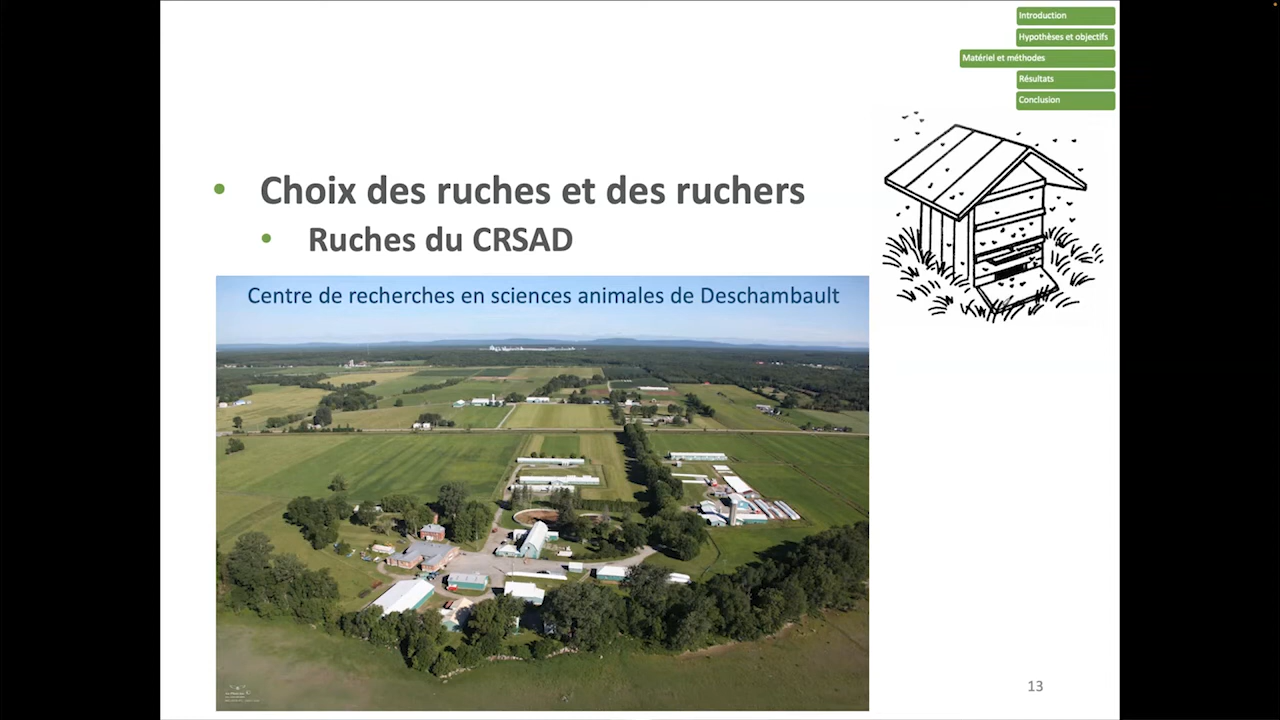 Introduction
Hypothèses et objectifs
Matériel et méthodes
Résultats
Conclusion
• Choix des ruches et des ruchers
• Ruches du CRSAD
Centre de recherches en sciences animales de Deschambault
13